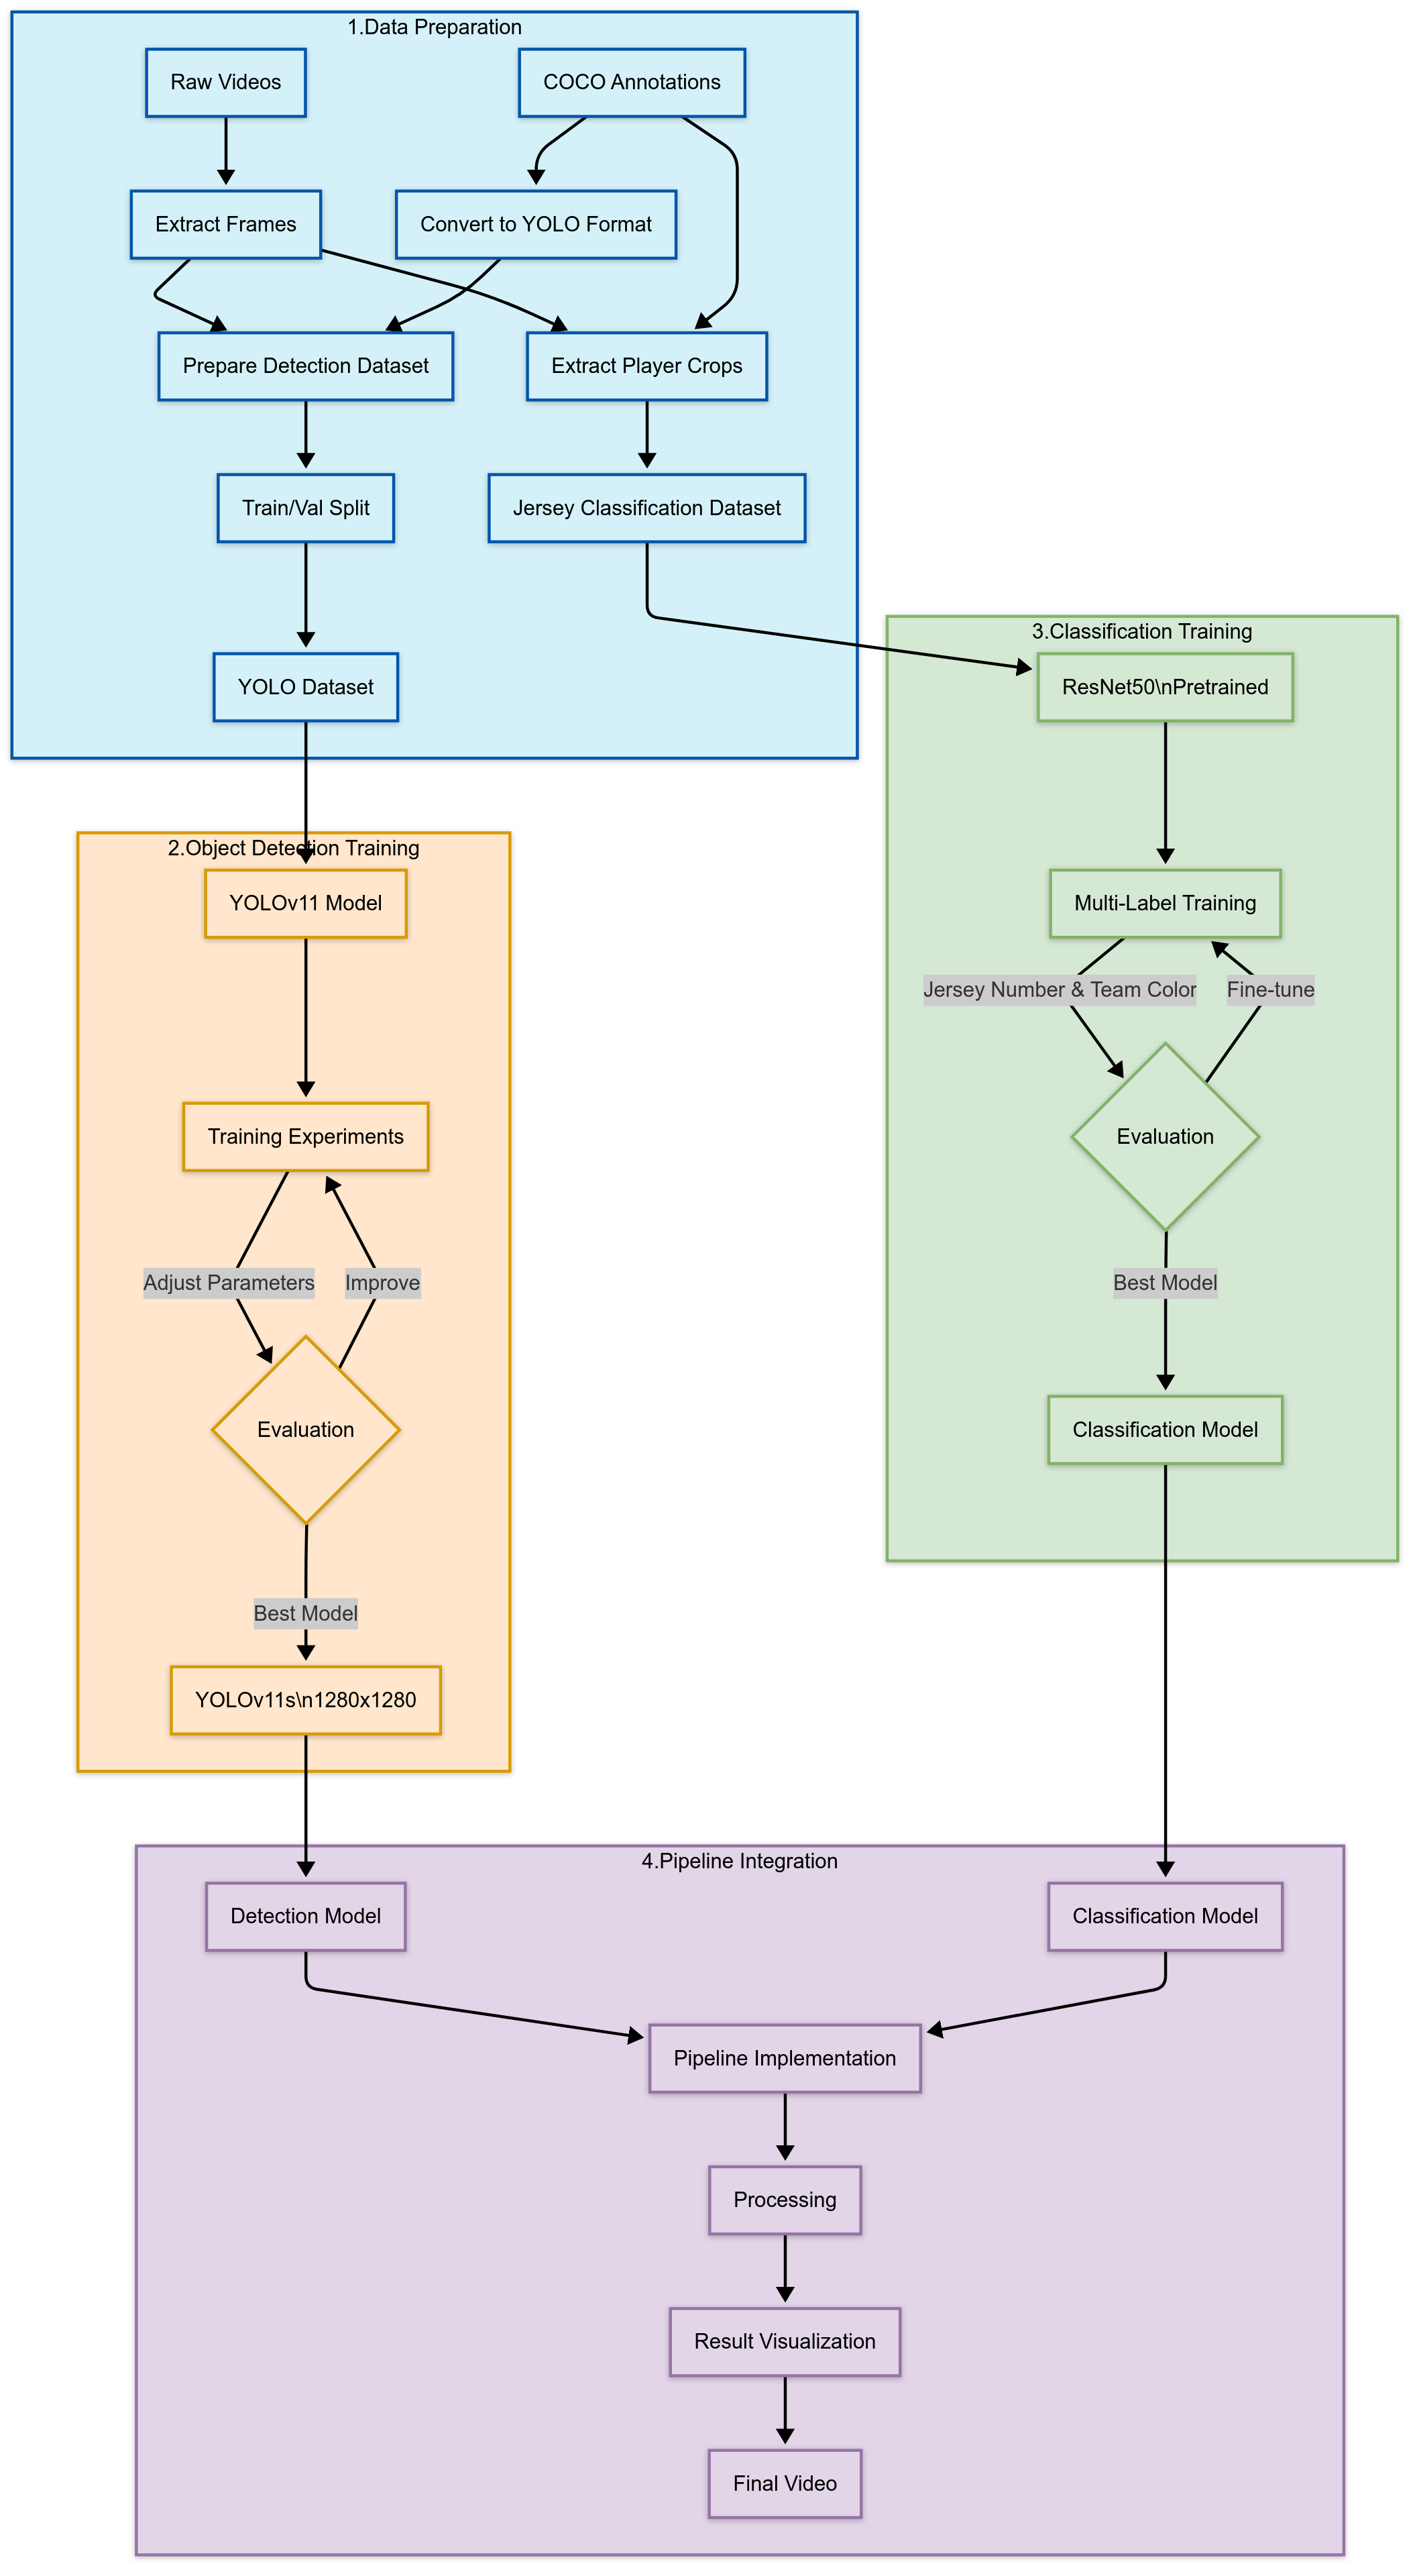 1.Data Preparation
Raw Videos
COCO Annotations
Extract Frames
Convert to YOLO Format
Prepare Detection Dataset
Extract Player Crops
Train/Val Split
Jersey Classification Dataset
YOLO Dataset
3.Classification Training
ResNet50\nPretrained
Multi-Label Training
Jersey Number & Team Color
Fine-tune
Evaluation
Best Model
Classification Model
2.Object Detection Training
YOLOv11 Model
Training Experiments
Adjust Parameters
Improve
Evaluation
Best Model
YOLOv11s\n1280x1280
4.Pipeline Integration
Detection Model
Classification Model
Pipeline Implementation
Processing
Result Visualization
Final Video